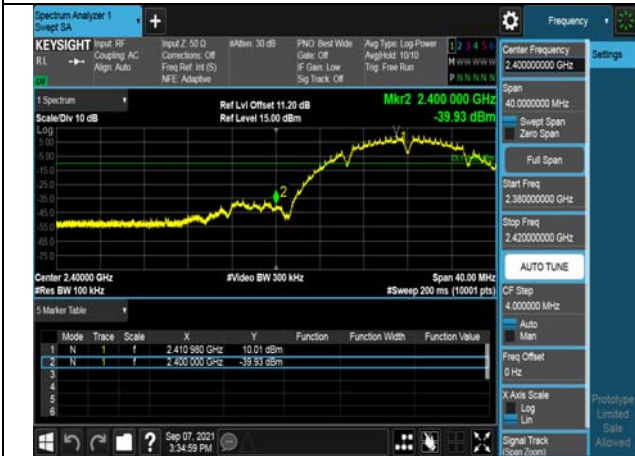 Spectrum Analyzer 1
Swept SA
+
Frequency
KEYSIGHT Input: RF
RL
Coupling: AC
Align: Auto
Input Z: 50 Ω
Corrections: Off
Freq Ref: Int (S)
NFE: Adaptive
#Atten: 30 dB
PNO: Best Wide
Gate: Off
IF Gain: Low
Sig Track: Off
Avg Type: Log-Power
Avg|Hold: 10/10
Trig: Free Run
1 2 3 4 5 6
M W W W W W
P N N N N N
1 Spectrum
Scale/Div 10 dB
Ref Lvl Offset 11.20 dB
Ref Level 15.00 dBm
Mkr2 2.400 000 GHz
-39.93 dBm
Log
5.00
-5.00
-15.0
-25.0
-35.0
-45.0
-55.0
-65.0
-75.0
2
Center 2.40000 GHz
#Res BW 100 kHz
#Video BW 300 kHz
Span 40.00 MHz
#Sweep 200 ms (10001 pts)
5 Marker Table
Mode Trace Scale X Y Function Function Width Function Value
1 N 1 f 2.410 980 GHz 10.01 dBm
2 N 1 f 2.400 000 GHz -39.93 dBm
3
4
5
6
Sep 07, 2021
3:34:59 PM
Center Frequency
2.400000000 GHz
Settings
Span
40.0000000 MHz
Swept Span
Zero Span
Full Span
Start Freq
2.380000000 GHz
Stop Freq
2.420000000 GHz
AUTO TUNE
CF Step
4.000000 MHz
Auto
Man
Freq Offset
0 Hz
X Axis Scale
Log
Lin
Signal Track
(Span Zoom)
Prototype
Limited
Sale
Allowed